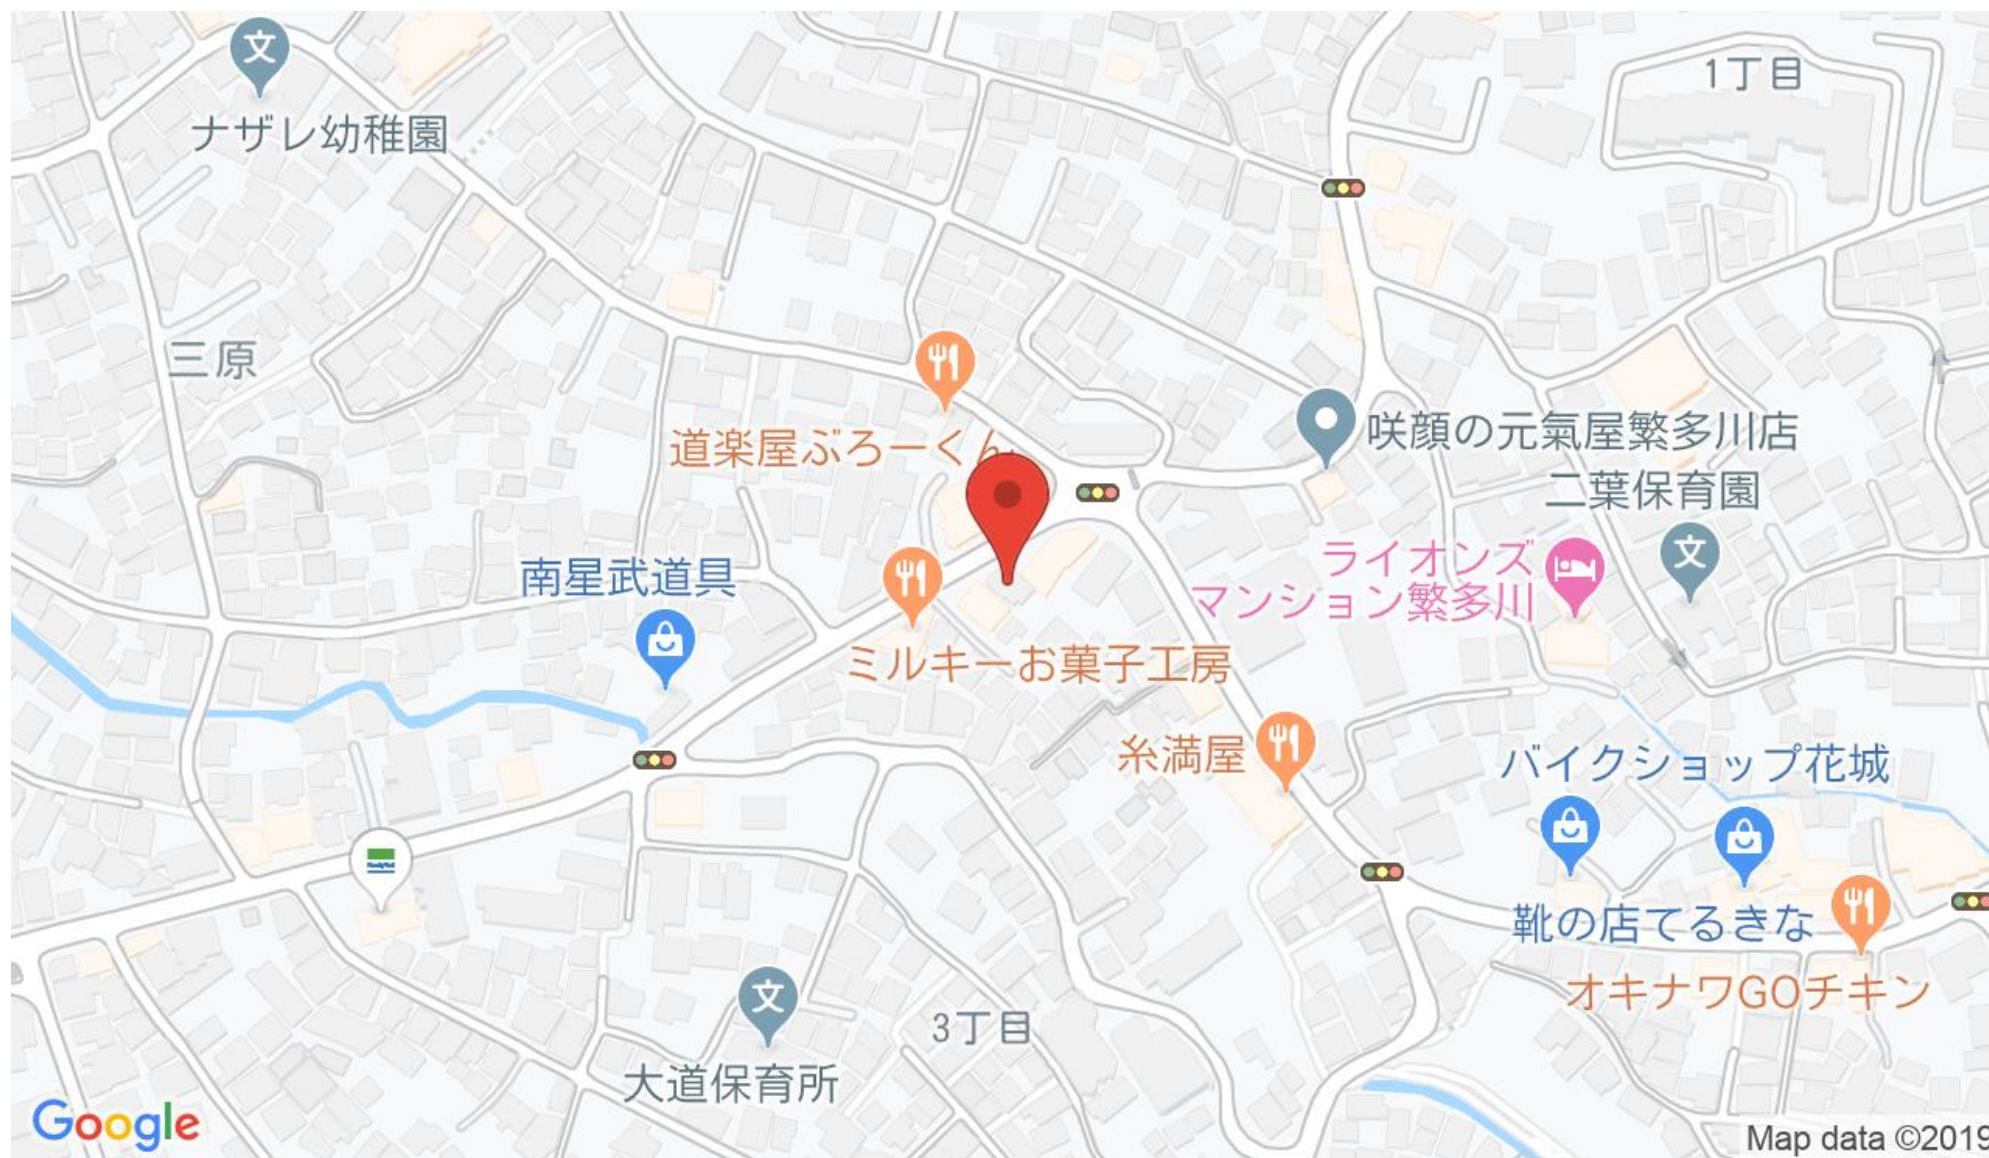 文
ナザレ幼稚園
1丁目
三原
道楽屋ぶろーくん
咲顔の元氣屋繁多川店
二葉保育園
文
南星武道具
ライオンズ
マンション繁多川
ミルキーお菓子工房
糸満屋
バイクショップ花城
FamilyMart
靴の店てるきな
オキナワGOチキン
文
大道保育所
3丁目
Google
Map data ©2019